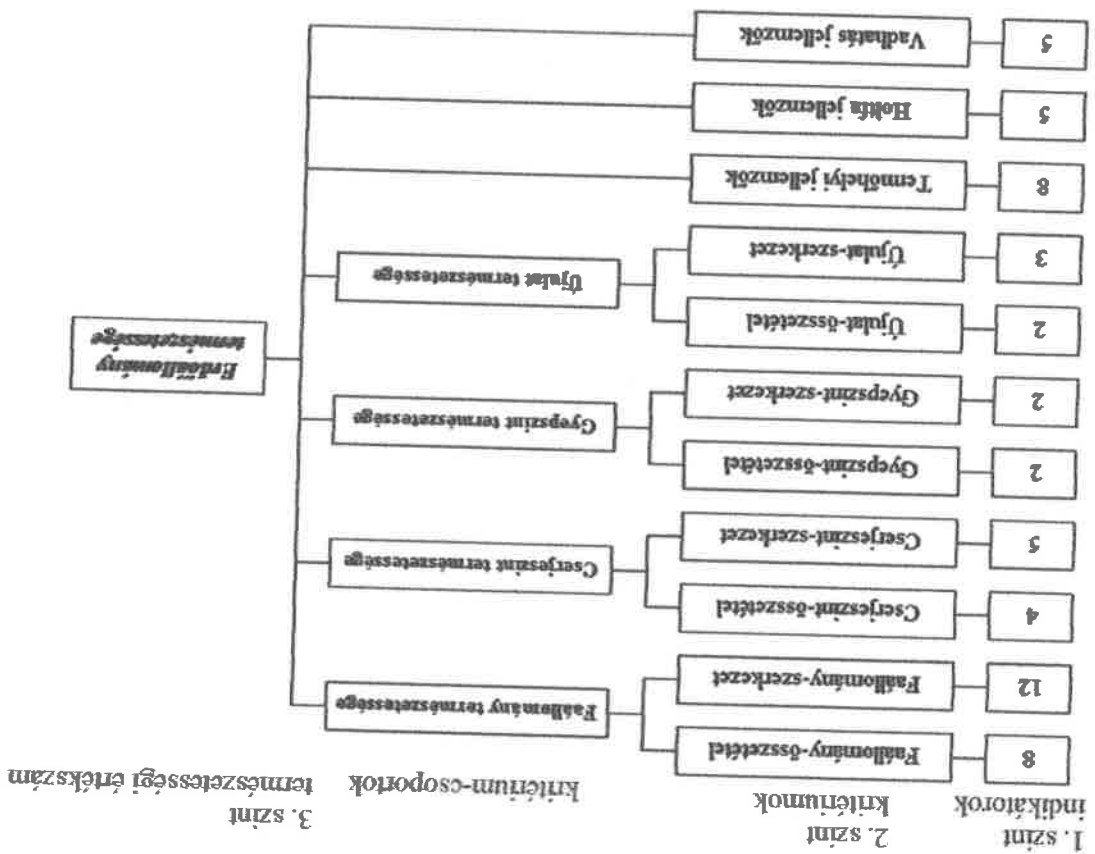 1. szint
indikátorok
2. szint
kritériumok
kritérium-csoportok
3. szint
természetességi értékszám
8
Faállomány-összetétel
12
Faállomány-szerkezet
Faállomány természetessége
4
Cserjeszint-összetétel
5
Cserjeszint-szerkezet
Cserjeszint természetessége
2
Gyepszint-összetétel
2
Gyepszint-szerkezet
Gyepszint természetessége
2
Újulat-összetétel
3
Újulat-szerkezet
Újulat természetessége
8
Termőhelyi jellemzők
5
Holtfa jellemzők
5
Vadhatás jellemzők
Erdőállomány
természetessége